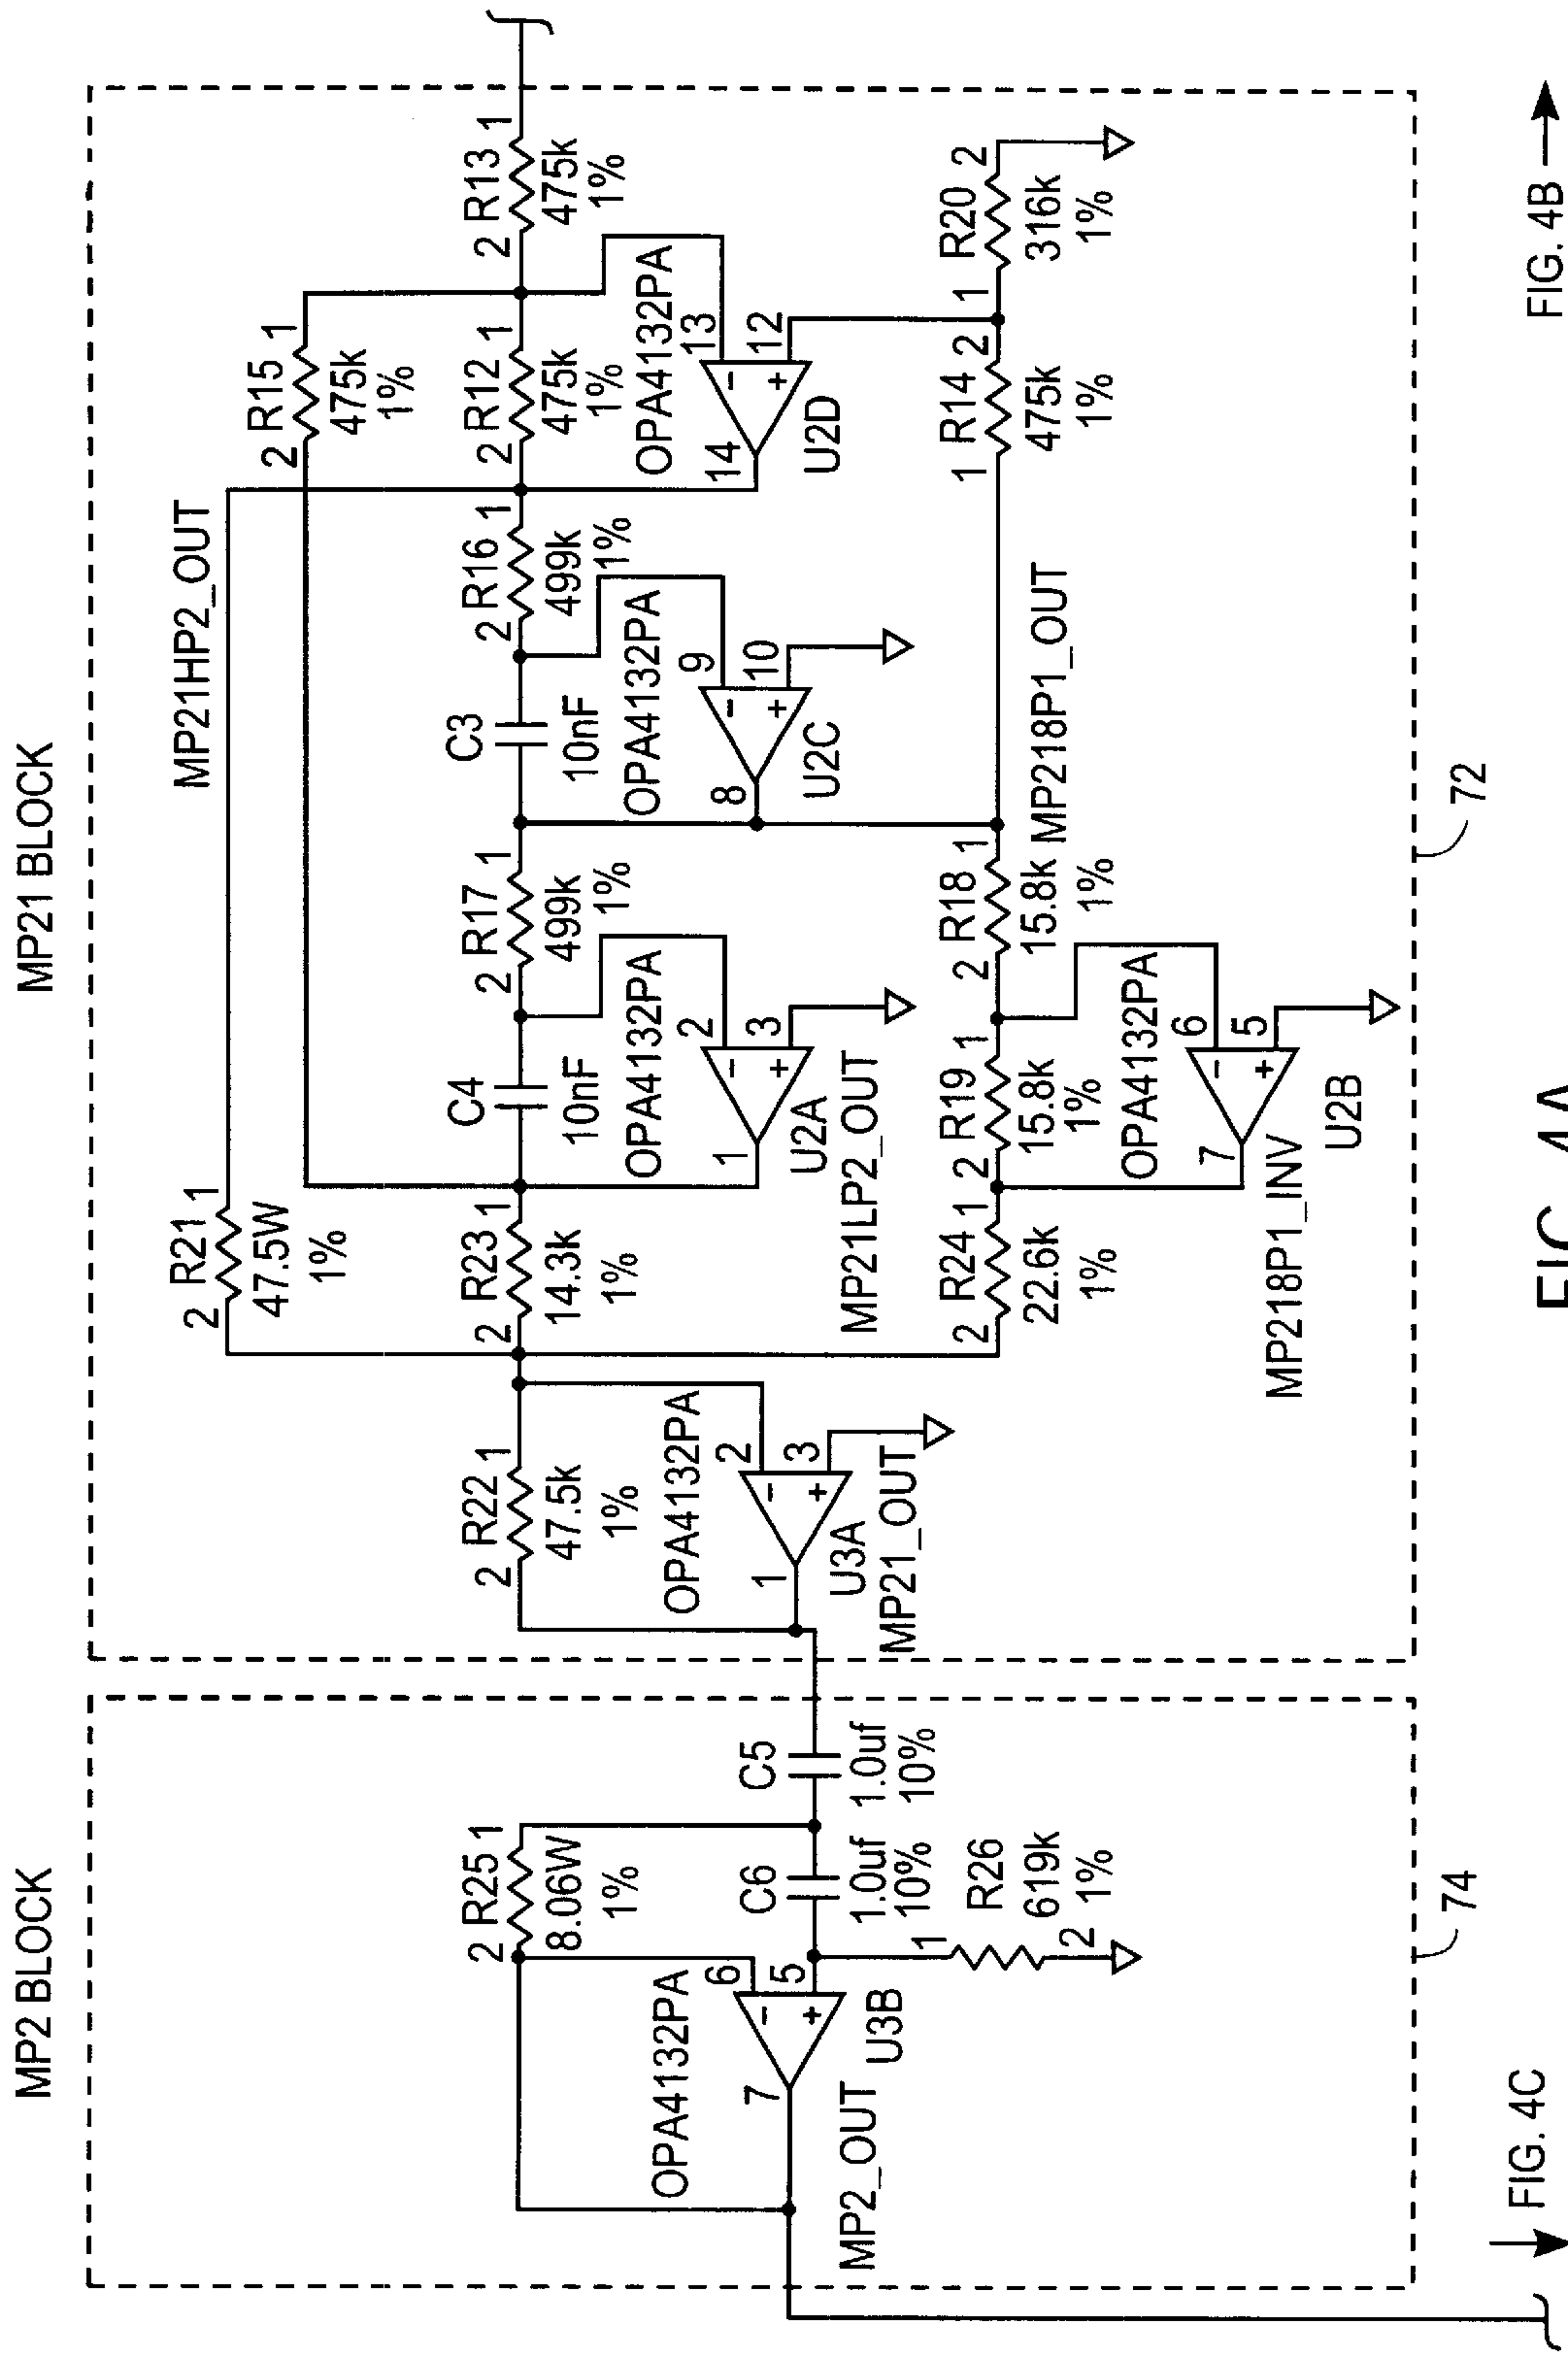 MP2 BLOCK
MP21 BLOCK
MP21HP2_OUT
R21
2
1
47.5W
1%
R15
2
1
475k
1%
R25
2
1
8.06W
1%
R22
2
1
47.5k
1%
R23
2
1
14.3k
1%
C4
10nF
R17
2
1
499k
1%
C3
10nF
R16
2
1
499k
1%
R12
2
1
475k
1%
R13
2
1
475k
1%
OPA4132PA
6
5
7
−
+
U3B
MP2_OUT
C6
1.0uf
10%
C5
1.0uf
10%
R26
1
2
619k
1%
OPA4132PA
2
3
1
−
+
U3A
MP21_OUT
OPA4132PA
2
3
1
−
+
U2A
MP21LP2_OUT
OPA4132PA
9
10
8
−
+
U2C
OPA4132PA
13
12
14
−
+
U2D
R24
2
1
22.6k
1%
R19
2
1
15.8k
1%
R18
2
1
15.8k
1%
MP218P1_OUT
R14
1
2
475k
1%
R20
1
2
316k
1%
OPA4132PA
6
5
7
−
+
U2B
MP218P1_INV
74
72
FIG. 4C
FIG. 4B
FIG. 4A